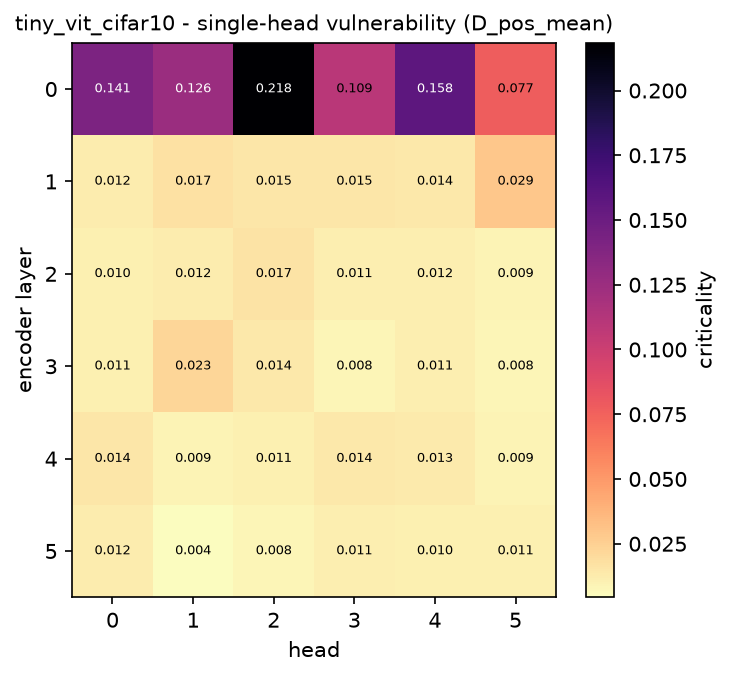 tiny_vit_cifar10 - single-head vulnerability (D_pos_mean)
0 0.141 0.126 0.218 0.109 0.158 0.077
1 0.012 0.017 0.015 0.015 0.014 0.029
2 0.010 0.012 0.017 0.011 0.012 0.009
3 0.011 0.023 0.014 0.008 0.011 0.008
4 0.014 0.009 0.011 0.014 0.013 0.009
5 0.012 0.004 0.008 0.011 0.010 0.011
0 1 2 3 4 5
head
encoder layer
0.200
0.175
0.150
0.125
0.100
0.075
0.050
0.025
criticality